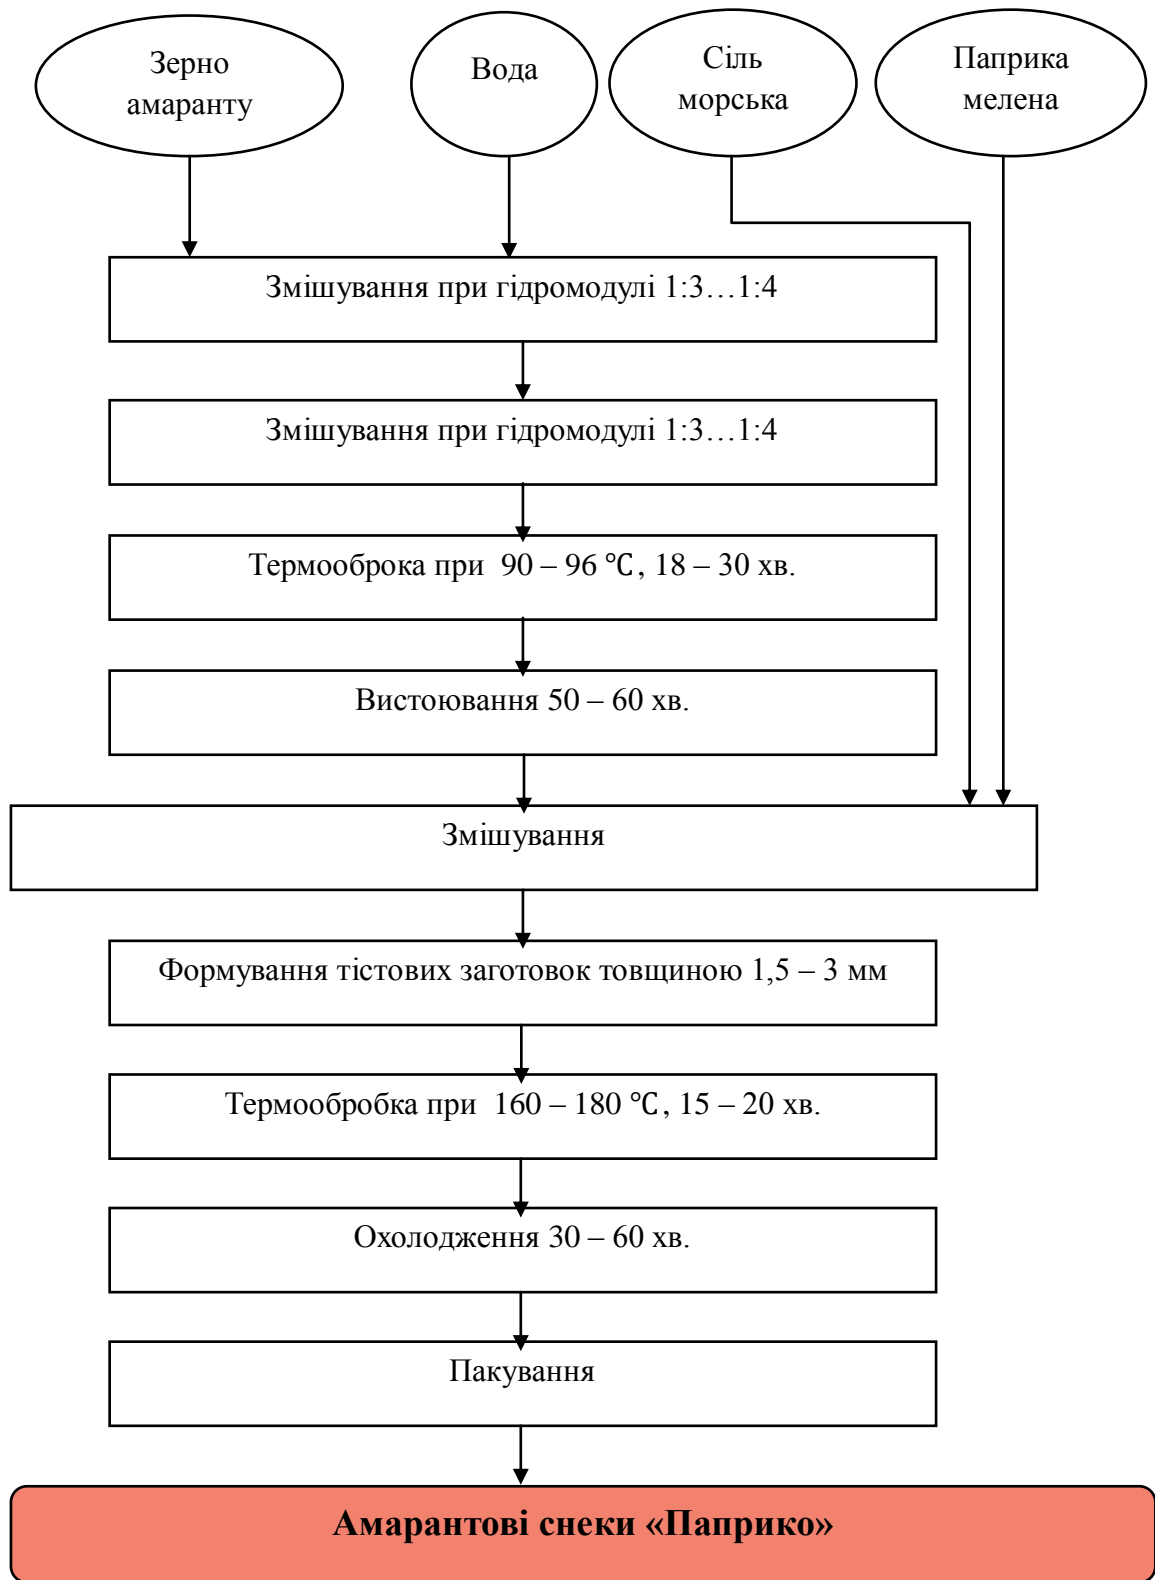 Зерно
амаранту
Вода
Сіль
морська
Паприка
мелена
Змішування при гідромодулі 1:3…1:4
Змішування при гідромодулі 1:3…1:4
Термооброка при 90 – 96 ℃, 18 – 30 хв.
Вистоювання 50 – 60 хв.
Змішування
Формування тістових заготовок товщиною 1,5 – 3 мм
Термообробка при 160 – 180 ℃, 15 – 20 хв.
Охолодження 30 – 60 хв.
Пакування
Амарантові снеки «Паприко»